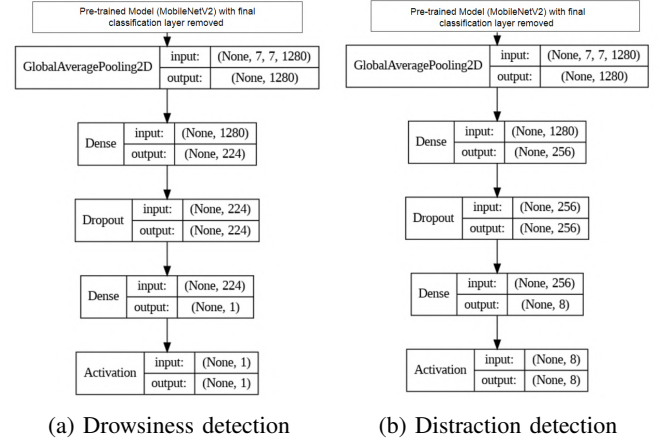 Pre-trained Model (MobileNetV2) with final
classification layer removed
GlobalAveragePooling2D
input: (None, 7, 7, 1280)
output: (None, 1280)
Dense
input: (None, 1280)
output: (None, 224)
Dropout
input: (None, 224)
output: (None, 224)
Dense
input: (None, 224)
output: (None, 1)
Activation
input: (None, 1)
output: (None, 1)
(a) Drowsiness detection
Pre-trained Model (MobileNetV2) with final
classification layer removed
GlobalAveragePooling2D
input: (None, 7, 7, 1280)
output: (None, 1280)
Dense
input: (None, 1280)
output: (None, 256)
Dropout
input: (None, 256)
output: (None, 256)
Dense
input: (None, 256)
output: (None, 8)
Activation
input: (None, 8)
output: (None, 8)
(b) Distraction detection